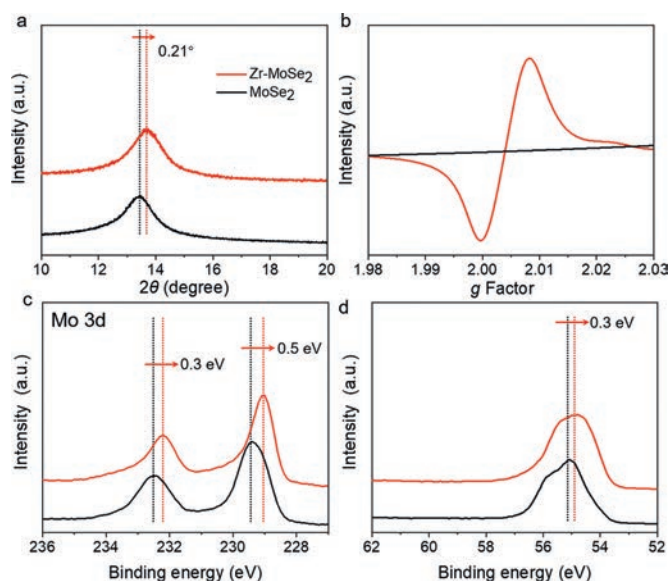 a
0.21°
Zr-MoSe2
MoSe2
Intensity (a.u.)
10 12 14 16 18 20
2θ (degree)
b
Intensity (a.u.)
1.98 1.99 2.00 2.01 2.02 2.03
g Factor
c
Mo 3d
0.3 eV
0.5 eV
Intensity (a.u.)
236 234 232 230 228
Binding energy (eV)
d
0.3 eV
Intensity (a.u.)
62 60 58 56 54 52
Binding energy (eV)